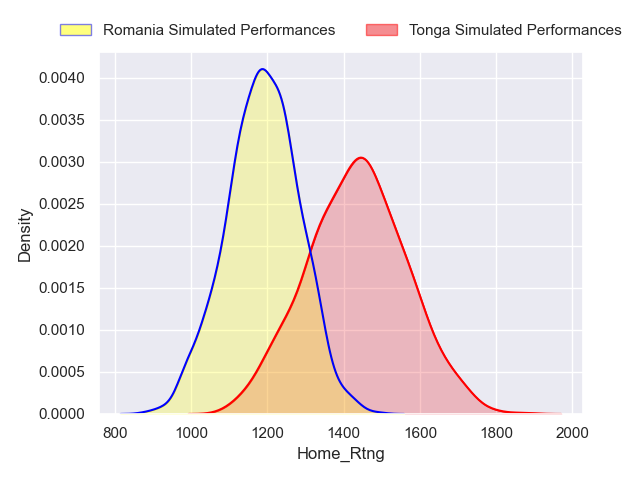 Romania Simulated Performances
Tonga Simulated Performances
0.0040
0.0035
0.0030
0.0025
0.0020
0.0015
0.0010
0.0005
0.0000
Density
800 1000 1200 1400 1600 1800 2000
Home_Rtng